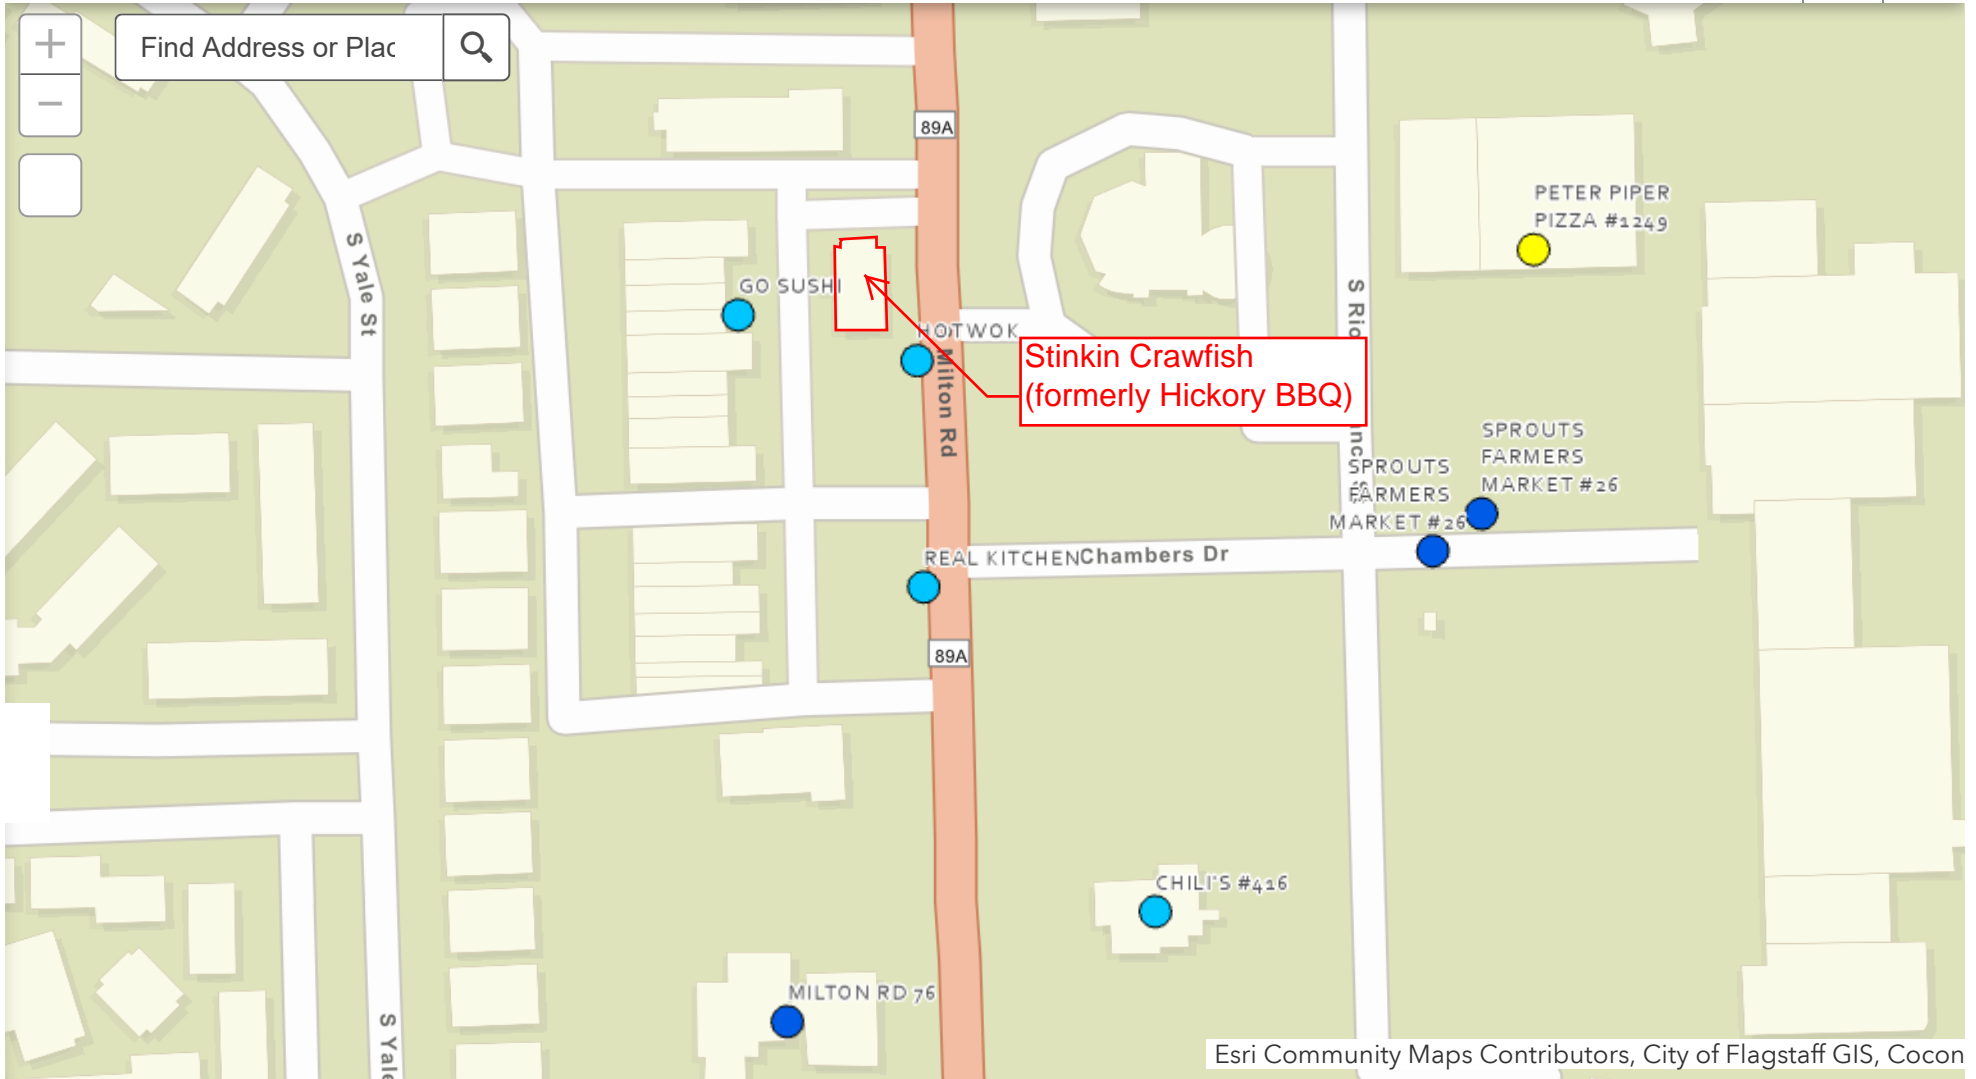 +
Find Address or Plac
−
89A
PETER PIPER
PIZZA #1249
S Yale St
GO SUSHI
HOTWOK
Stinkin Crawfish
(formerly Hickory BBQ)
Milton Rd
SPROUTS
FARMERS
MARKET #26
SPROUTS
FARMERS
MARKET #26
REAL KITCHEN
Chambers Dr
89A
CHILI'S #416
MILTON RD 76
S Yale
Esri Community Maps Contributors, City of Flagstaff GIS, Cocon